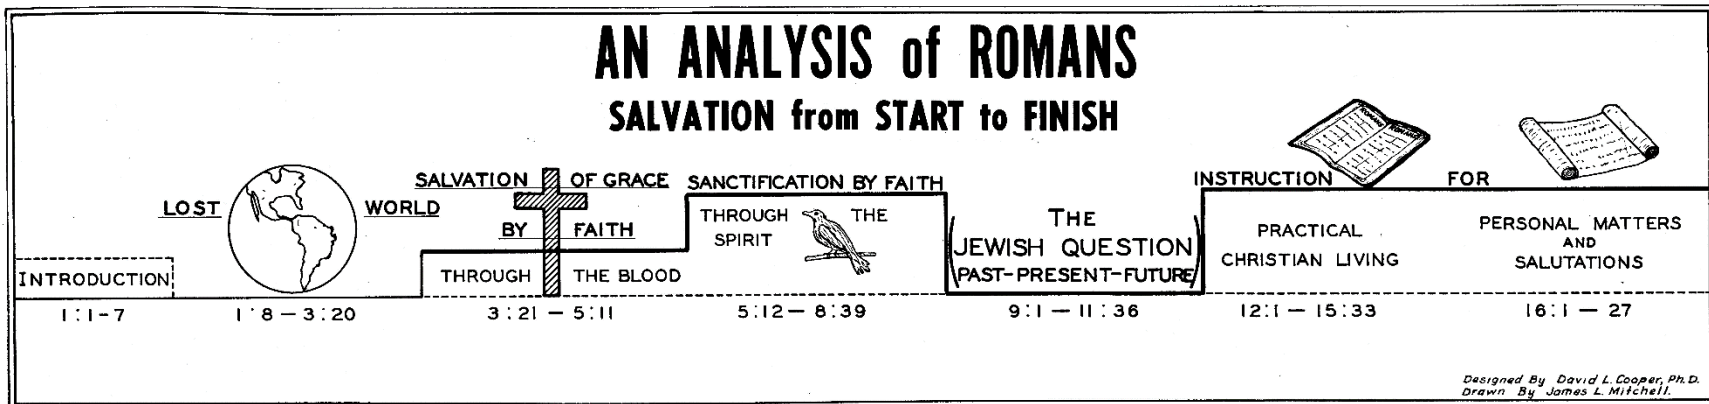 AN ANALYSIS of ROMANS
SALVATION from START to FINISH
INTRODUCTION
1:1-7
LOST WORLD
1:8-3:20
SALVATION OF GRACE
BY FAITH
THROUGH THE BLOOD
3:21-5:11
SANCTIFICATION BY FAITH
THROUGH THE
SPIRIT
5:12-8:39
(THE
JEWISH QUESTION
PAST-PRESENT-FUTURE)
9:1-11:36
INSTRUCTION FOR
ROMANS ROMANS
PRACTICAL
CHRISTIAN LIVING
12:1-15:33
PERSONAL MATTERS
AND
SALUTATIONS
16:1-27
Designed By David L. Cooper, Ph.D.
Drawn By James L. Mitchell.